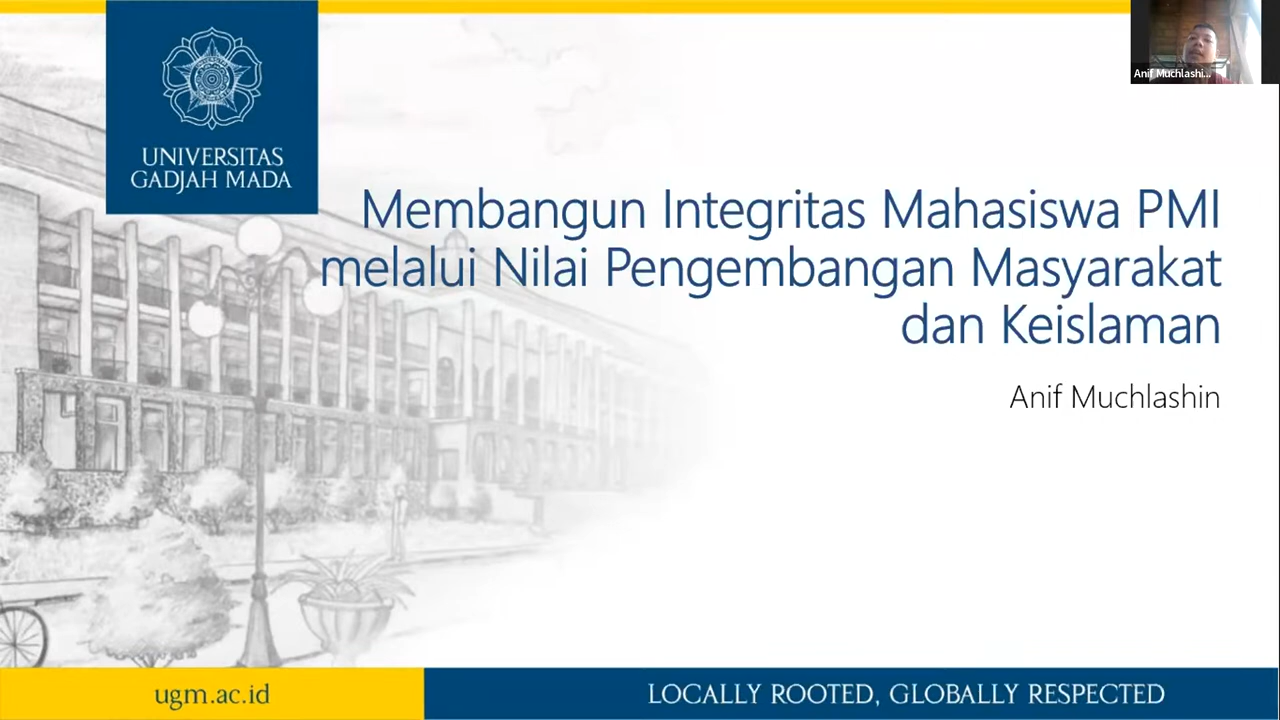 UNIVERSITAS
GADJAH MADA
Anif Muchlashi...
Membangun Integritas Mahasiswa PMI
melalui Nilai Pengembangan Masyarakat
dan Keislaman
Anif Muchlashin
ugm.ac.id
LOCALLY ROOTED, GLOBALLY RESPECTED